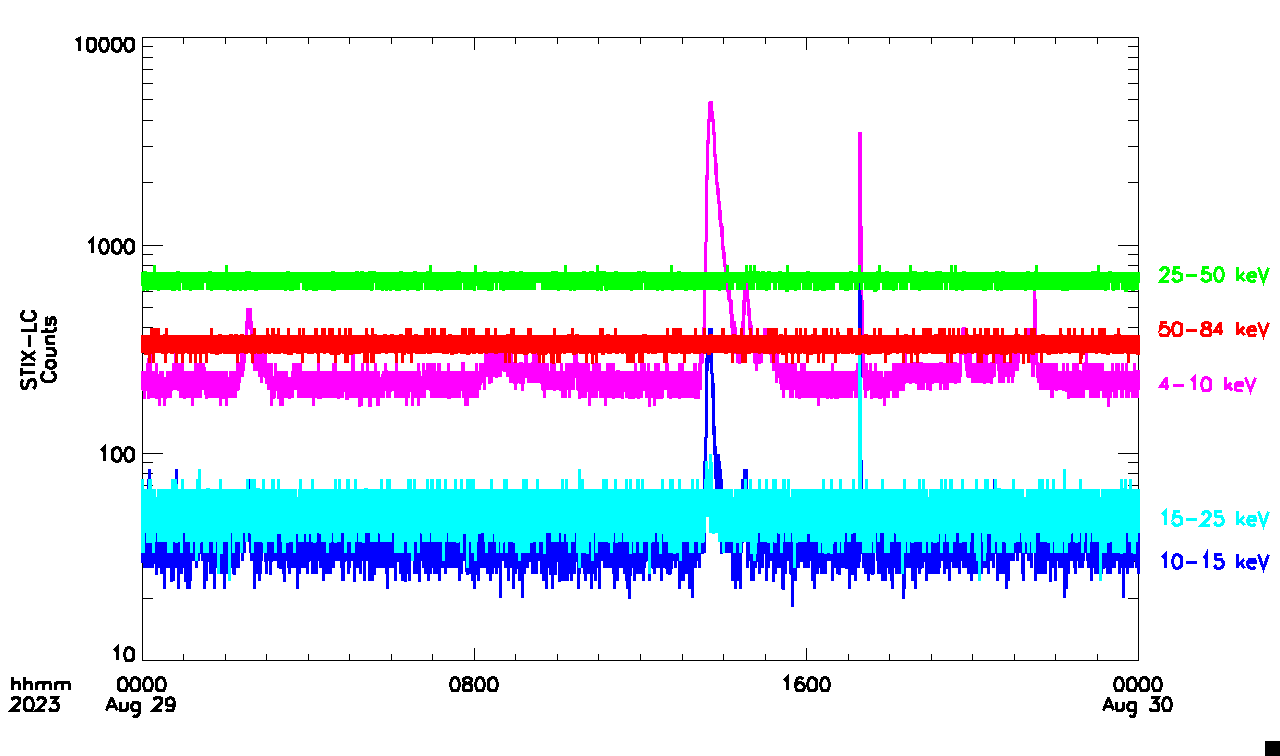 10000
1000
100
10
STIX-LC
Counts
25-50 keV
50-84 keV
4-10 keV
15-25 keV
10-15 keV
hhmm
2023
0000
Aug 29
0800
1600
0000
Aug 30